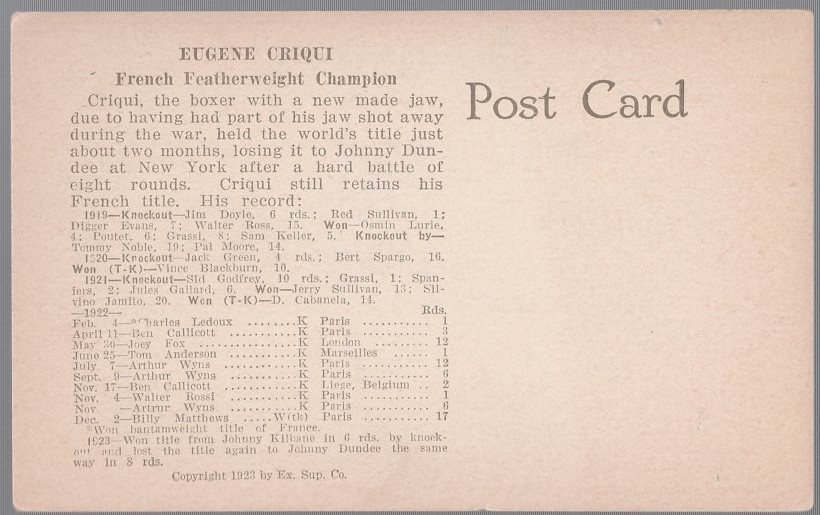 EUGENE CRIQUI
French Featherweight Champion
Criqui, the boxer with a new made jaw,
due to having had part of his jaw shot away
during the war, held the world's title just
about two months, losing it to Johnny Dun-
dee at New York after a hard battle of
eight rounds. Criqui still retains his
French title. His record:
1919—Knockout—Jim Doyle, 6 rds.; Red Sullivan, 1;
Digger Evans, 7; Walter Ross, 15. Won—Osmin Lurie,
4; Poutet, 6; Grassi, 8; Sam Keller, 5. Knockout by—
Tommy Noble, 19; Pal Moore, 14.
1920—Knockout—Jack Green, 4 rds.; Bert Spargo, 16.
Won (T-K)—Vince Blackburn, 10.
1921—Knockout—Sid Godfrey, 10 rds.; Grassi, 1; Span-
iers, 2; Jules Gallard, 6. Won—Jerry Sullivan, 13; Sil-
vino Jamito, 20. Won (T-K)—D. Cabanela, 14.
—1922— Rds.
Feb. 4—*Charles Ledoux ........K Paris ........... 1
April 11—Ben Callicott ...........K Paris ........... 3
May 30—Joey Fox ................K London ......... 12
June 25—Tom Anderson ...........K Marseilles ...... 1
July 7—Arthur Wyns ............K Paris ........... 12
Sept. 9—Arthur Wyns ............K Paris ........... 6
Nov. 17—Ben Callicott ............K Liege, Belgium .. 2
Nov. 4—Walter Rossi ............K Paris ........... 1
Nov —Artrur Wyns .............K Paris ........... 6
Dec. 2—Billy Matthews .....W(tk) Paris ........... 17
*Won bantamweight title of France.
1923—Won title from Johnny Kilbane in 6 rds. by knock-
out and lost the title again to Johnny Dundee the same
way in 8 rds.
Copyright 1923 by Ex. Sup. Co.
Post Card